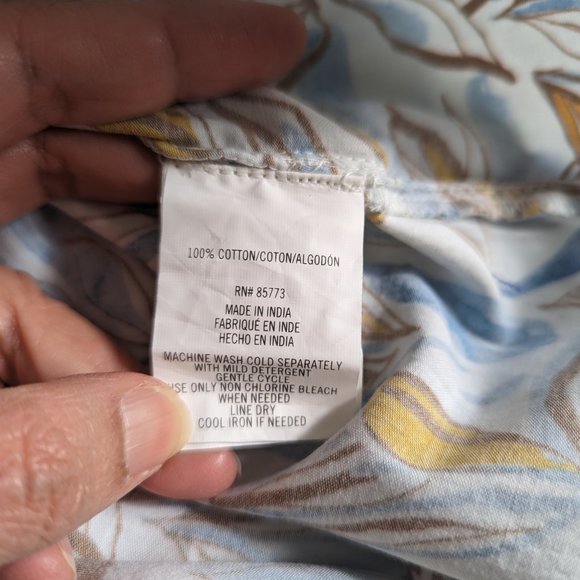 100% COTTON/COTON/ALGODÓN
RN# 85773
MADE IN INDIA
FABRIQUÉ EN INDE
HECHO EN INDIA
MACHINE WASH COLD SEPARATELY
WITH MILD DETERGENT
GENTLE CYCLE
USE ONLY NON CHLORINE BLEACH
WHEN NEEDED
LINE DRY
COOL IRON IF NEEDED